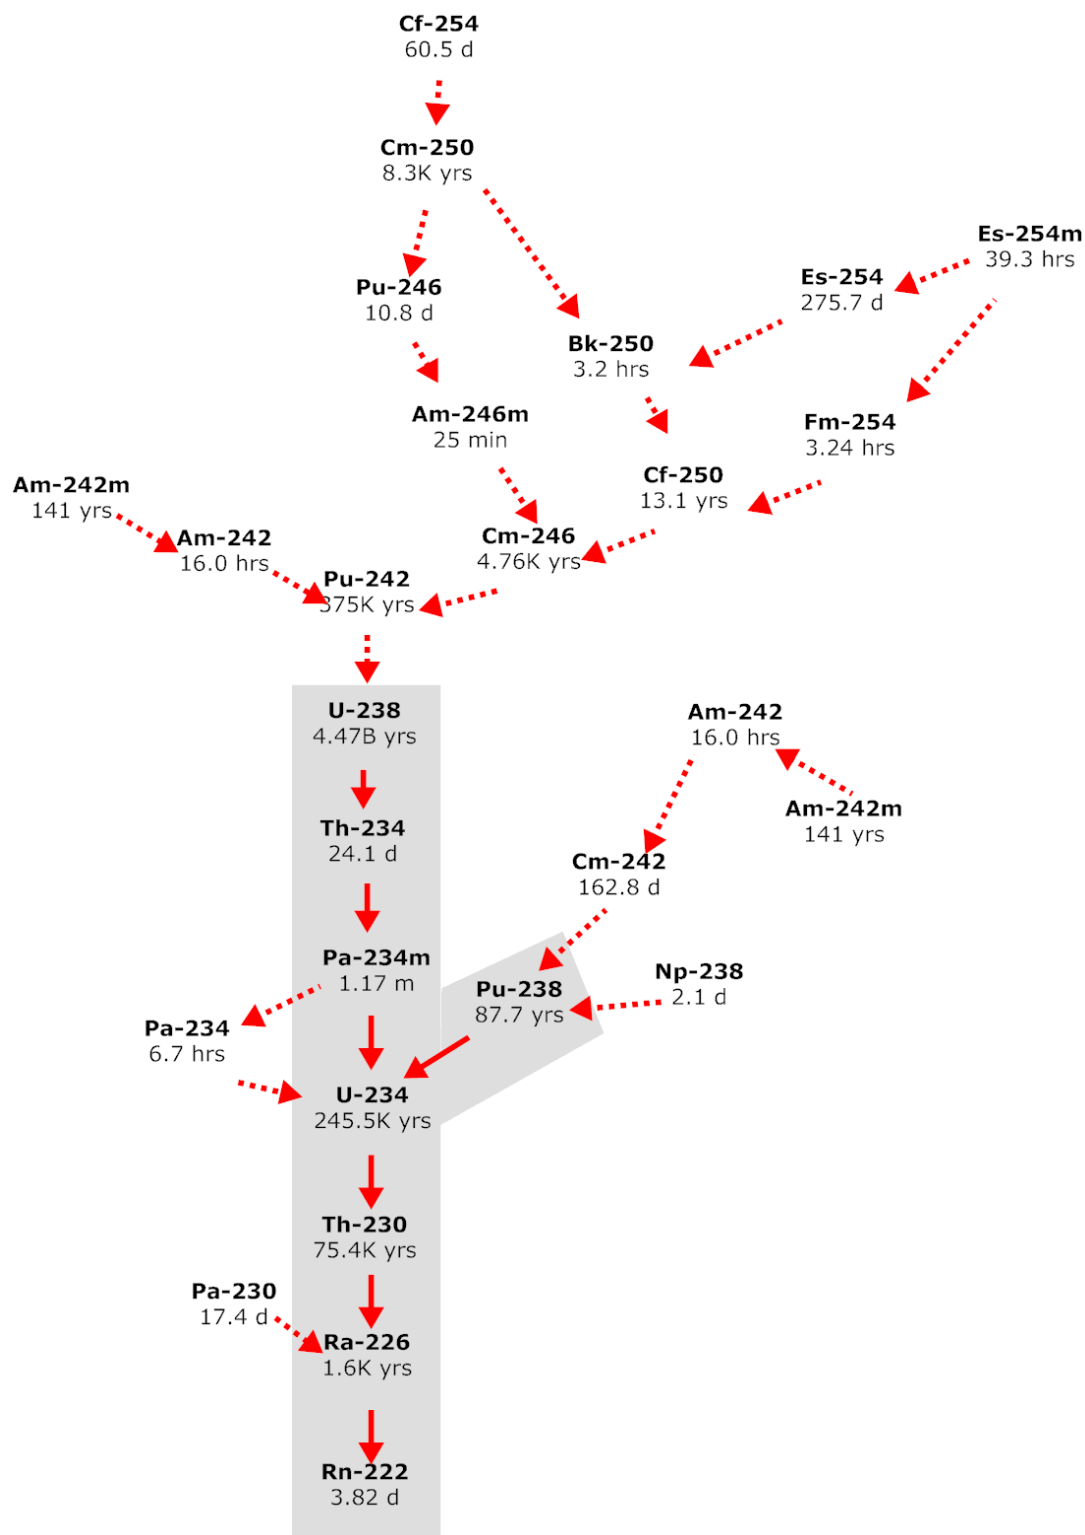 Cf-254
60.5 d
Cm-250
8.3K yrs
Es-254m
39.3 hrs
Es-254
275.7 d
Pu-246
10.8 d
Bk-250
3.2 hrs
Am-246m
25 min
Fm-254
3.24 hrs
Cf-250
13.1 yrs
Am-242m
141 yrs
Am-242
16.0 hrs
Cm-246
4.76K yrs
Pu-242
375K yrs
U-238
4.47B yrs
Am-242
16.0 hrs
Am-242m
141 yrs
Th-234
24.1 d
Cm-242
162.8 d
Pa-234m
1.17 m
Np-238
2.1 d
Pu-238
87.7 yrs
Pa-234
6.7 hrs
U-234
245.5K yrs
Th-230
75.4K yrs
Pa-230
17.4 d
Ra-226
1.6K yrs
Rn-222
3.82 d